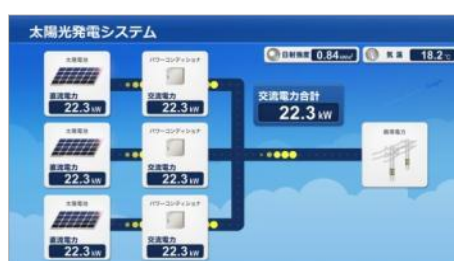 太陽光発電システム
日射強度 0.84 kW/m²
気温 18.2 ℃
太陽電池
パワーコンディショナ
直流電力
22.3 kW
交流電力
22.3 kW
交流電力合計
22.3 kW
太陽電池
パワーコンディショナ
直流電力
22.3 kW
交流電力
22.3 kW
商用電力
太陽電池
パワーコンディショナ
直流電力
22.3 kW
交流電力
22.3 kW